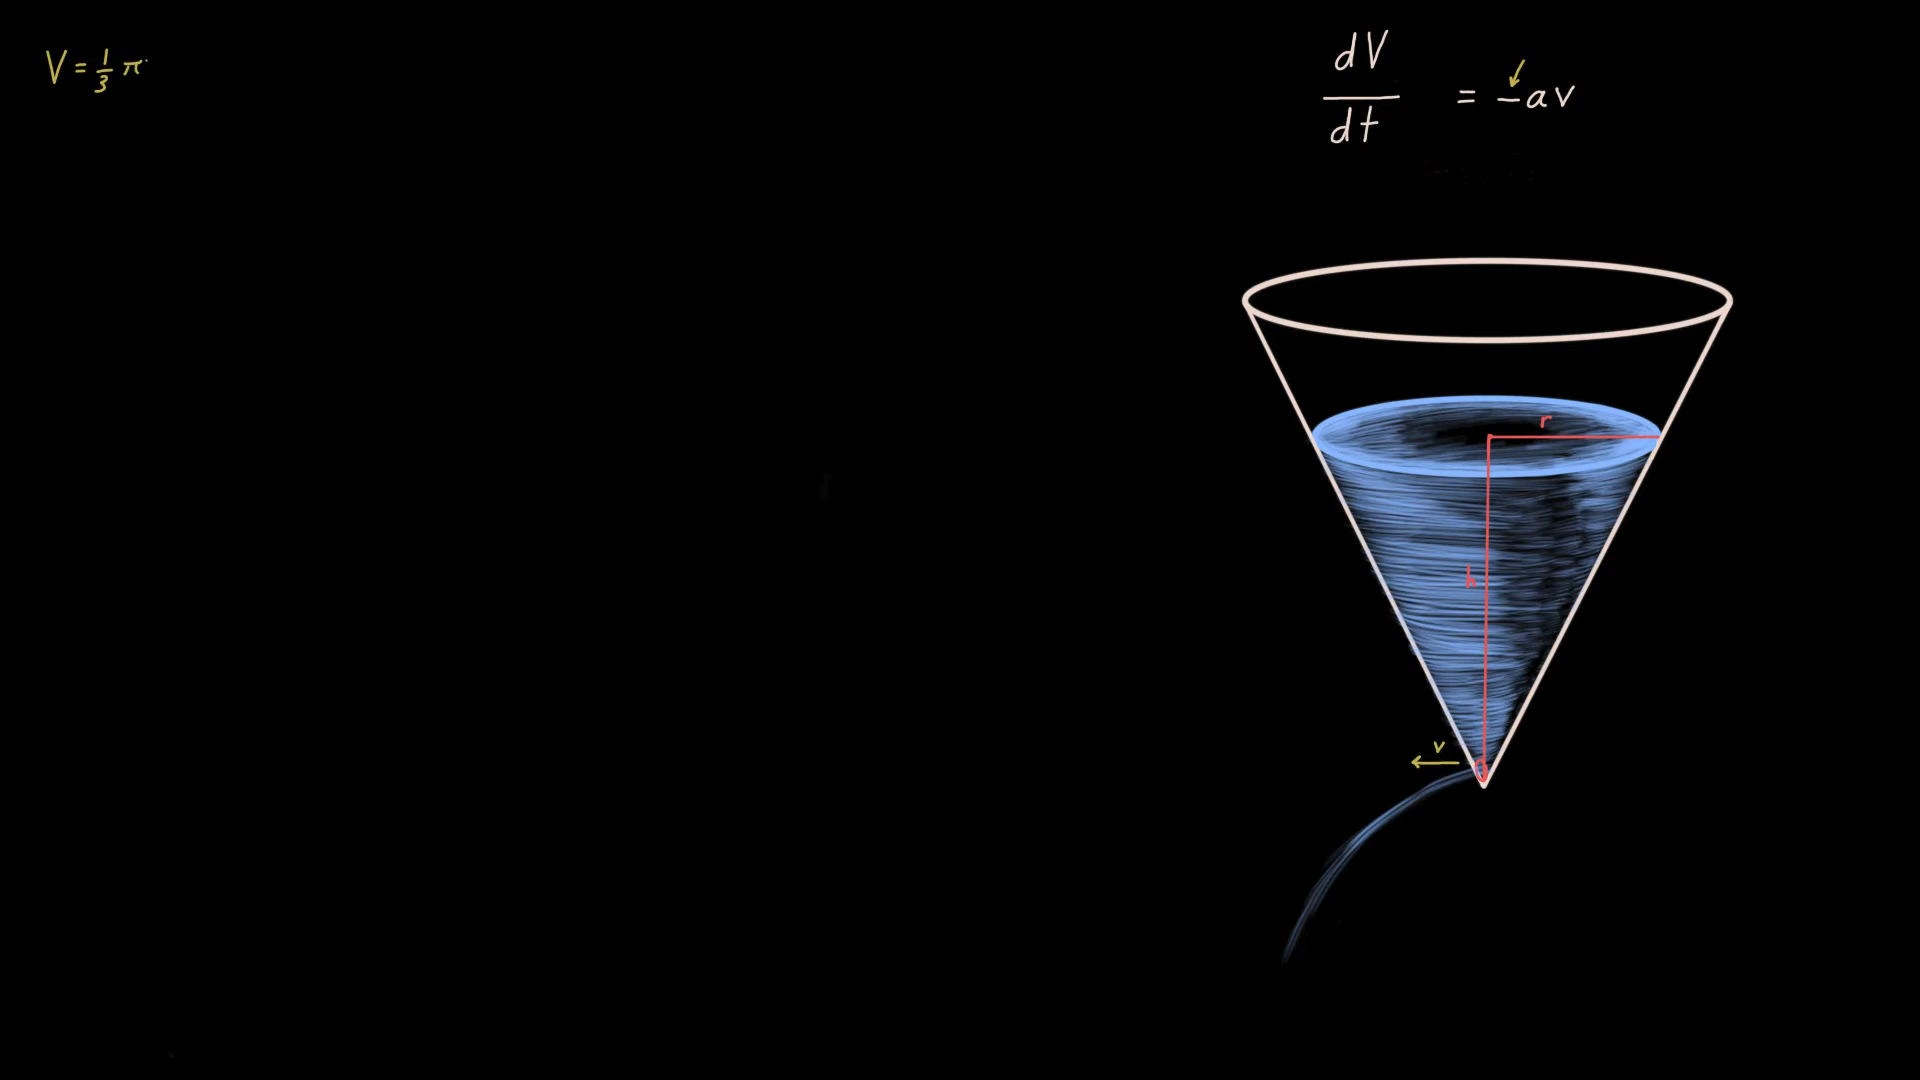 V = 1/3 π
dV/dt = -av
r
h
v